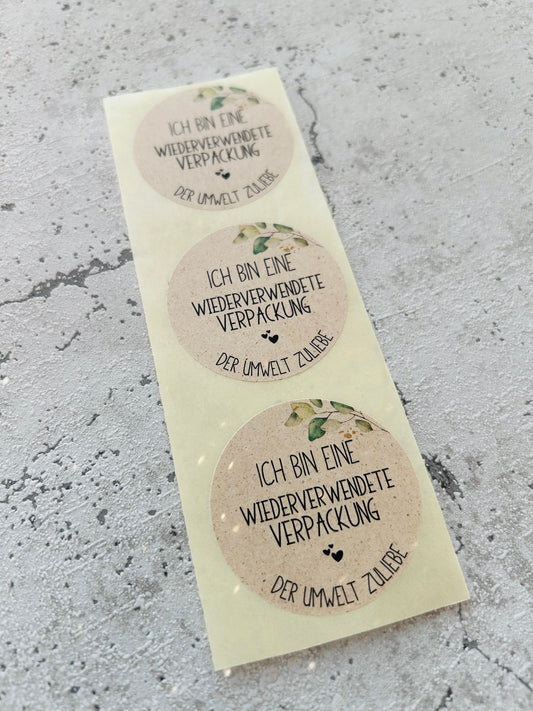 ICH BIN EINE
WIEDERVERWENDETE
VERPACKUNG
DER UMWELT ZULIEBE
ICH BIN EINE
WIEDERVERWENDETE
VERPACKUNG
DER UMWELT ZULIEBE
ICH BIN EINE
WIEDERVERWENDETE
VERPACKUNG
DER UMWELT ZULIEBE